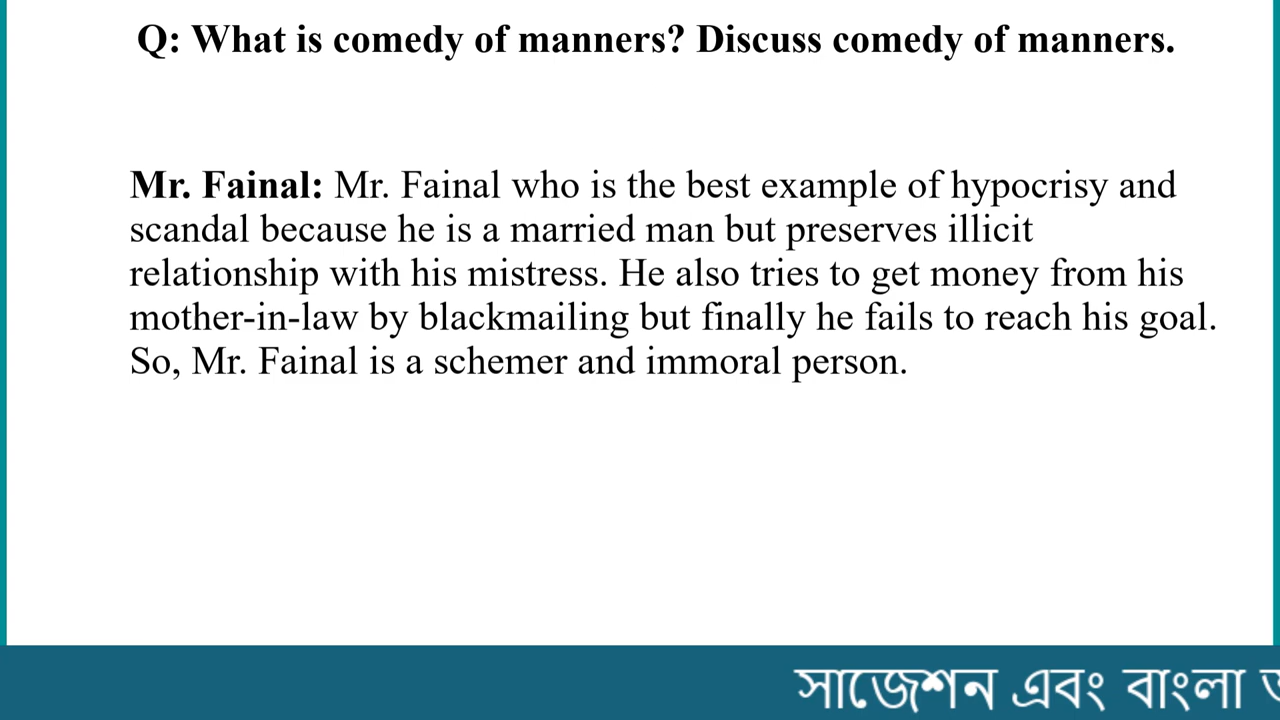 Q: What is comedy of manners? Discuss comedy of manners.
Mr. Fainal: Mr. Fainal who is the best example of hypocrisy and
scandal because he is a married man but preserves illicit
relationship with his mistress. He also tries to get money from his
mother-in-law by blackmailing but finally he fails to reach his goal.
So, Mr. Fainal is a schemer and immoral person.
সাজেশন এবং বাংলা